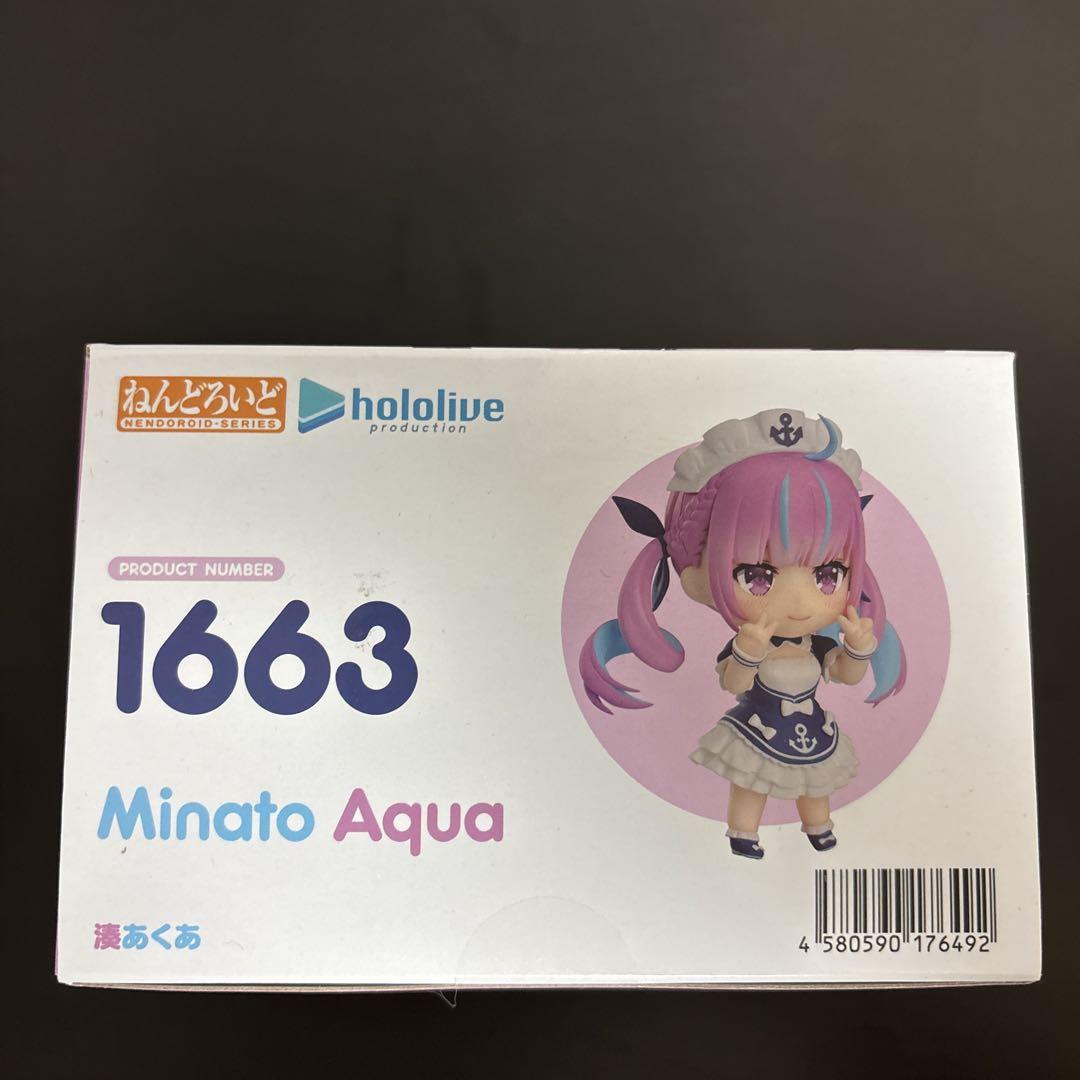 ねんどろいど
NENDOROID-SERIES
hololive
production
PRODUCT NUMBER
1663
Minato Aqua
湊あくあ
4 580590 176492